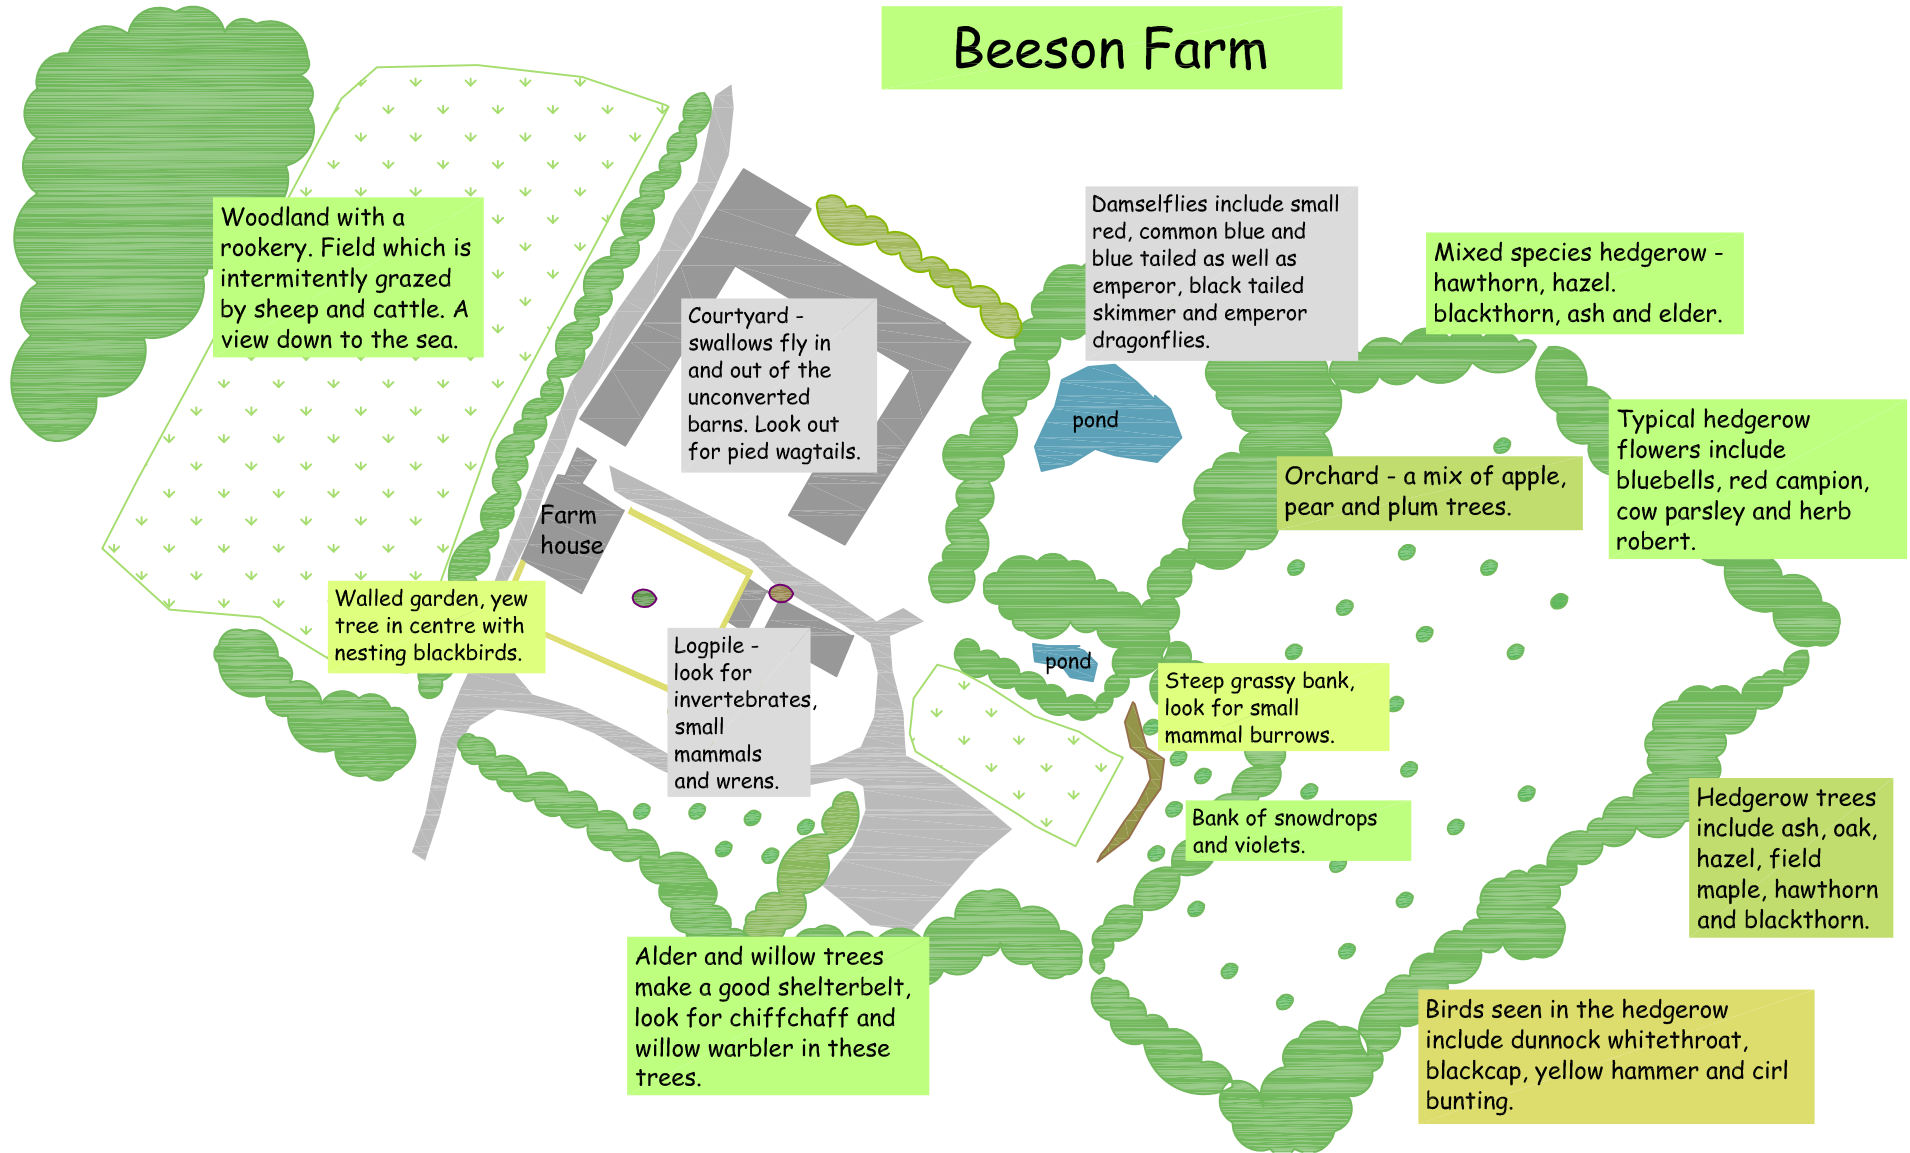 Beeson Farm
Woodland with a
rookery. Field which is
intermitently grazed
by sheep and cattle. A
view down to the sea.
Courtyard -
swallows fly in
and out of the
unconverted
barns. Look out
for pied wagtails.
Damselflies include small
red, common blue and
blue tailed as well as
emperor, black tailed
skimmer and emperor
dragonflies.
Mixed species hedgerow -
hawthorn, hazel.
blackthorn, ash and elder.
pond
Typical hedgerow
flowers include
bluebells, red campion,
cow parsley and herb
robert.
Orchard - a mix of apple,
pear and plum trees.
Farm
house
Walled garden, yew
tree in centre with
nesting blackbirds.
Logpile -
look for
invertebrates,
small
mammals
and wrens.
pond
Steep grassy bank,
look for small
mammal burrows.
Bank of snowdrops
and violets.
Hedgerow trees
include ash, oak,
hazel, field
maple, hawthorn
and blackthorn.
Alder and willow trees
make a good shelterbelt,
look for chiffchaff and
willow warbler in these
trees.
Birds seen in the hedgerow
include dunnock whitethroat,
blackcap, yellow hammer and cirl
bunting.